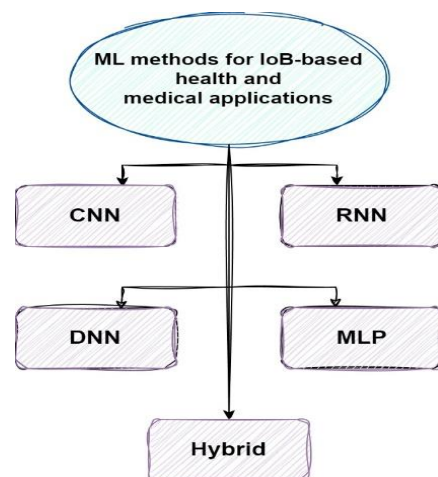 ML methods for IoB-based
health and
medical applications
CNN
RNN
DNN
MLP
Hybrid